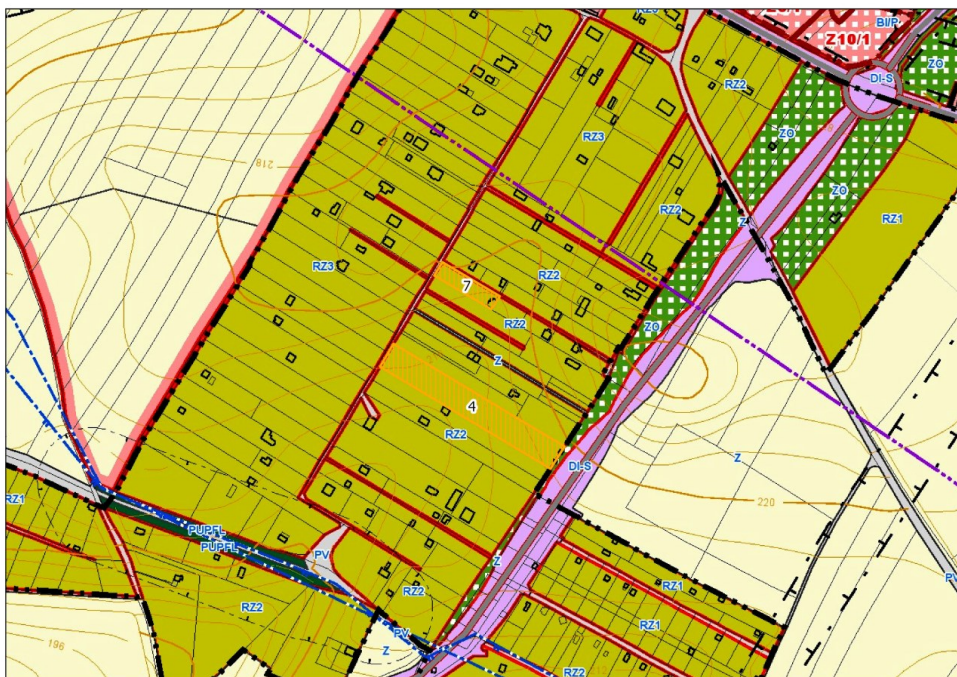 BI/P
Z10/1
DI-S
ZO
RZ2
RZ3
ZO
ZO
218
RZ2
RZ1
Z
RZ3
RZ2
7
RZ2
ZO
Z
4
RZ2
DI-S
Z
220
RZ1
PUPFL
PUPFL
PV
Z
RZ1
PV
RZ2
RZ2
RZ1
PV
Z
196
RZ2